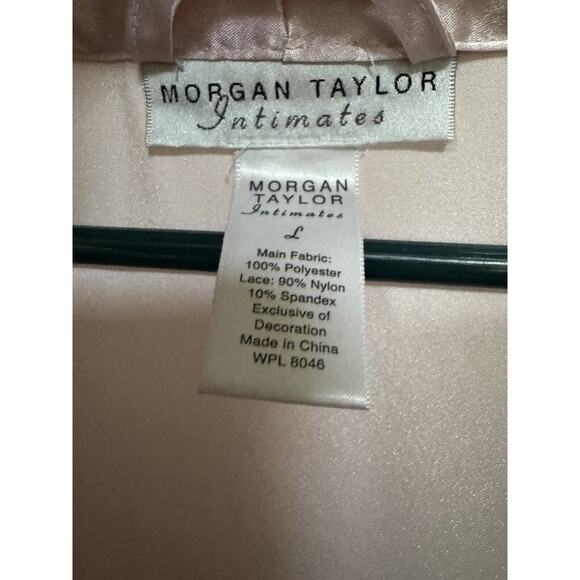 MORGAN TAYLOR
Intimates
MORGAN
TAYLOR
Intimates
L
Main Fabric:
100% Polyester
Lace: 90% Nylon
10% Spandex
Exclusive of
Decoration
Made in China
WPL 8046